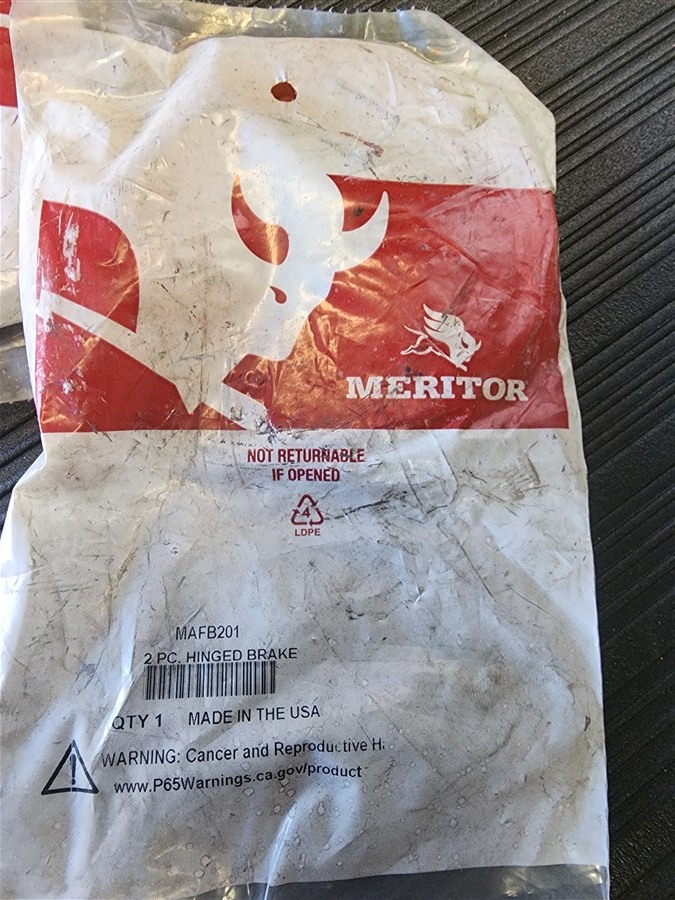 MERITOR
NOT RETURNABLE
IF OPENED
4
LDPE
MAFB201
2 PC. HINGED BRAKE
QTY 1 MADE IN THE USA
WARNING: Cancer and Reproductive
www.P65Warnings.ca.gov/product